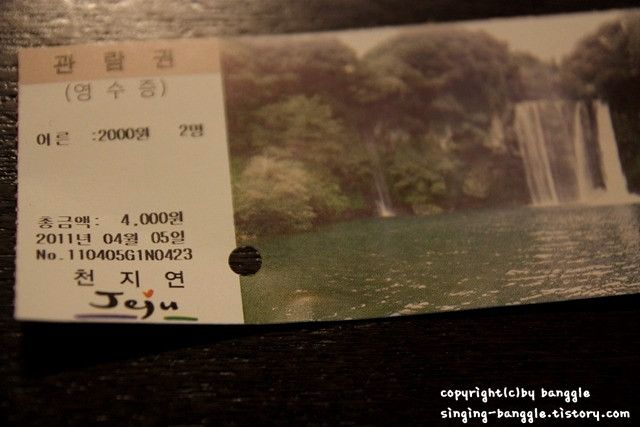 관 람 권
(영 수 증)
어른 :2000원 2명
총금액: 4,000원
2011년 04월 05일
No.110405G1N0423
천 지 연
Jeju
copyright(c)by banggle
singing-banggle.tistory.com